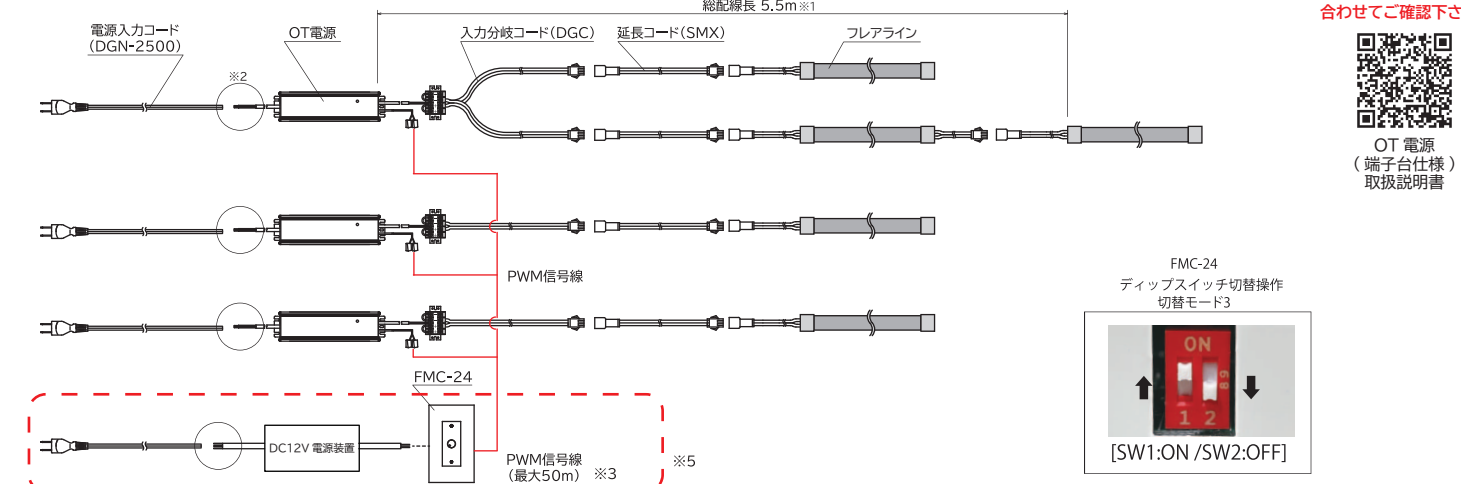 総配線長 5.5m※1
合わせてご確認下さ
電源入力コード
(DGN-2500)
OT電源
入力分岐コード(DGC)
延長コード(SMX)
フレアライン
※2
OT 電源
( 端子台仕様 )
取扱説明書
PWM信号線
FMC-24
ディップスイッチ切替操作
切替モード3
ON
1 2
89
[SW1:ON /SW2:OFF]
FMC-24
DC12V 電源装置
PWM信号線
(最大50m) ※3
※5